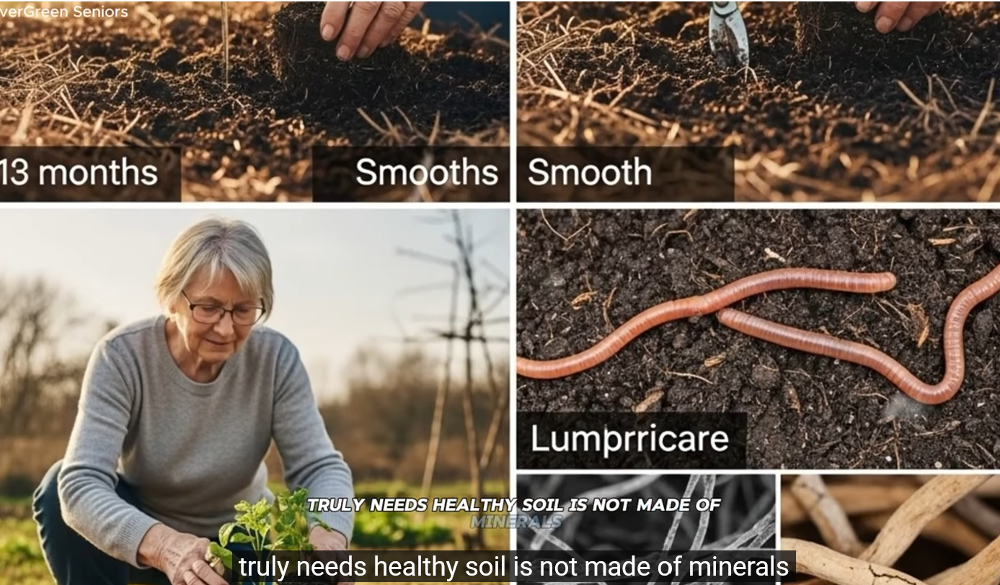 verGreen Seniors
13 months
Smooths
Smooth
Lumprricare
TRULY NEEDS HEALTHY SOIL IS NOT MADE OF
MINERALS
truly needs healthy soil is not made of minerals